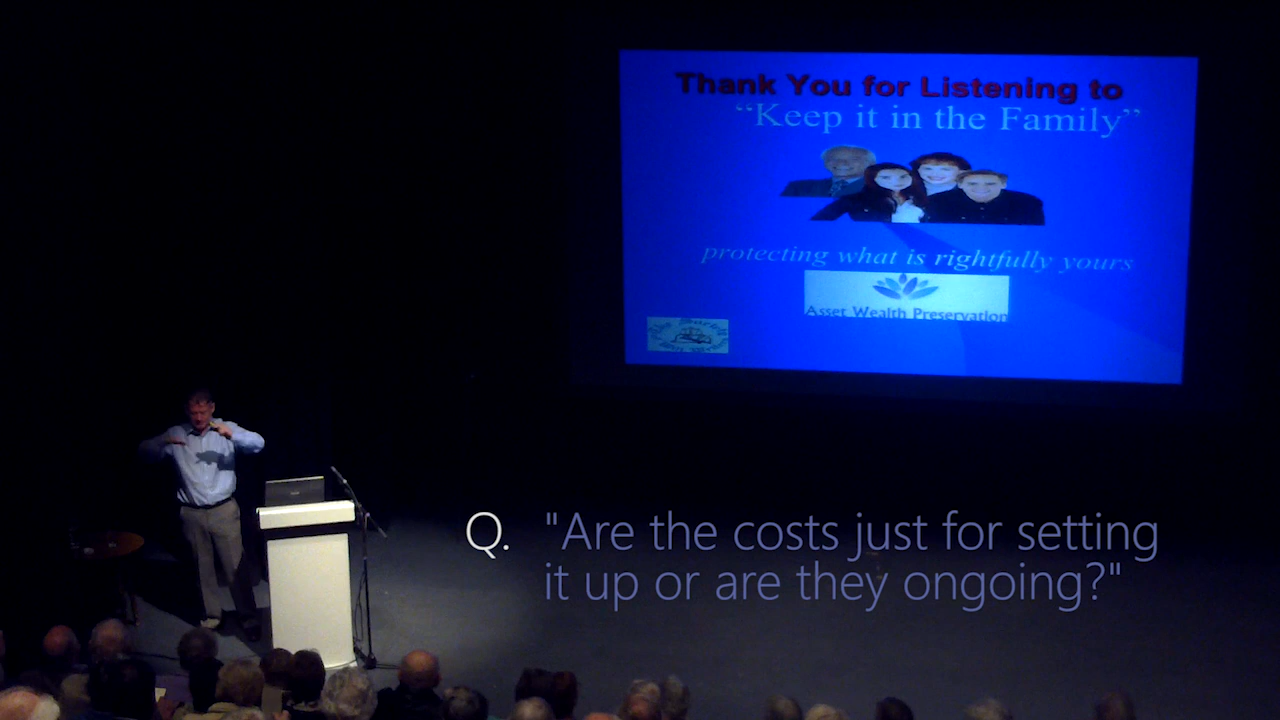 Thank You for Listening to
“Keep it in the Family”
protecting what is rightfully yours
Asset Wealth Preservation
Q. "Are the costs just for setting
it up or are they ongoing?"